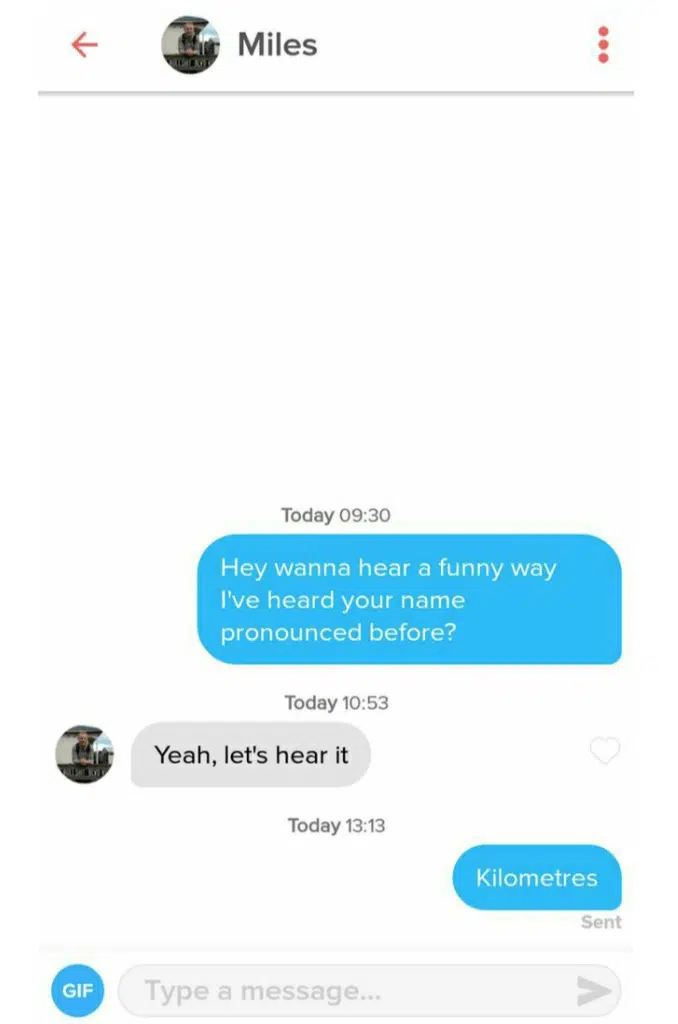 Miles
Today 09:30
Hey wanna hear a funny way
I've heard your name
pronounced before?
Today 10:53
Yeah, let's hear it
Today 13:13
Kilometres
Sent
GIF
Type a message...